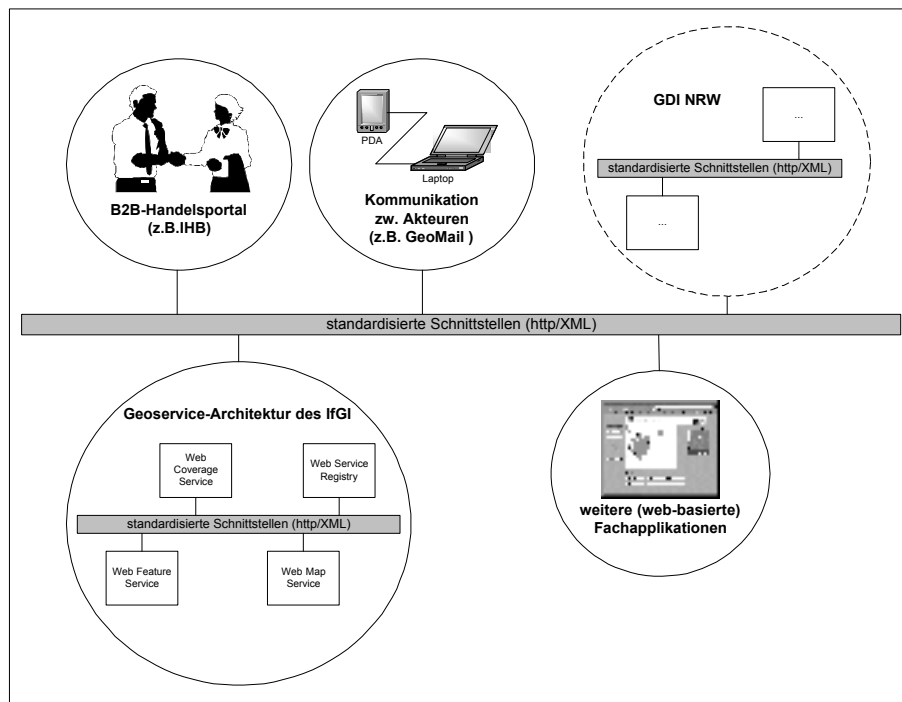 B2B-Handelsportal
(z.B.IHB)
PDA
Laptop
Kommunikation
zw. Akteuren
(z.B. GeoMail )
GDI NRW
...
standardisierte Schnittstellen (http/XML)
...
standardisierte Schnittstellen (http/XML)
Geoservice-Architektur des IfGI
Web
Coverage
Service
Web Service
Registry
standardisierte Schnittstellen (http/XML)
Web Feature
Service
Web Map
Service
weitere (web-basierte)
Fachapplikationen